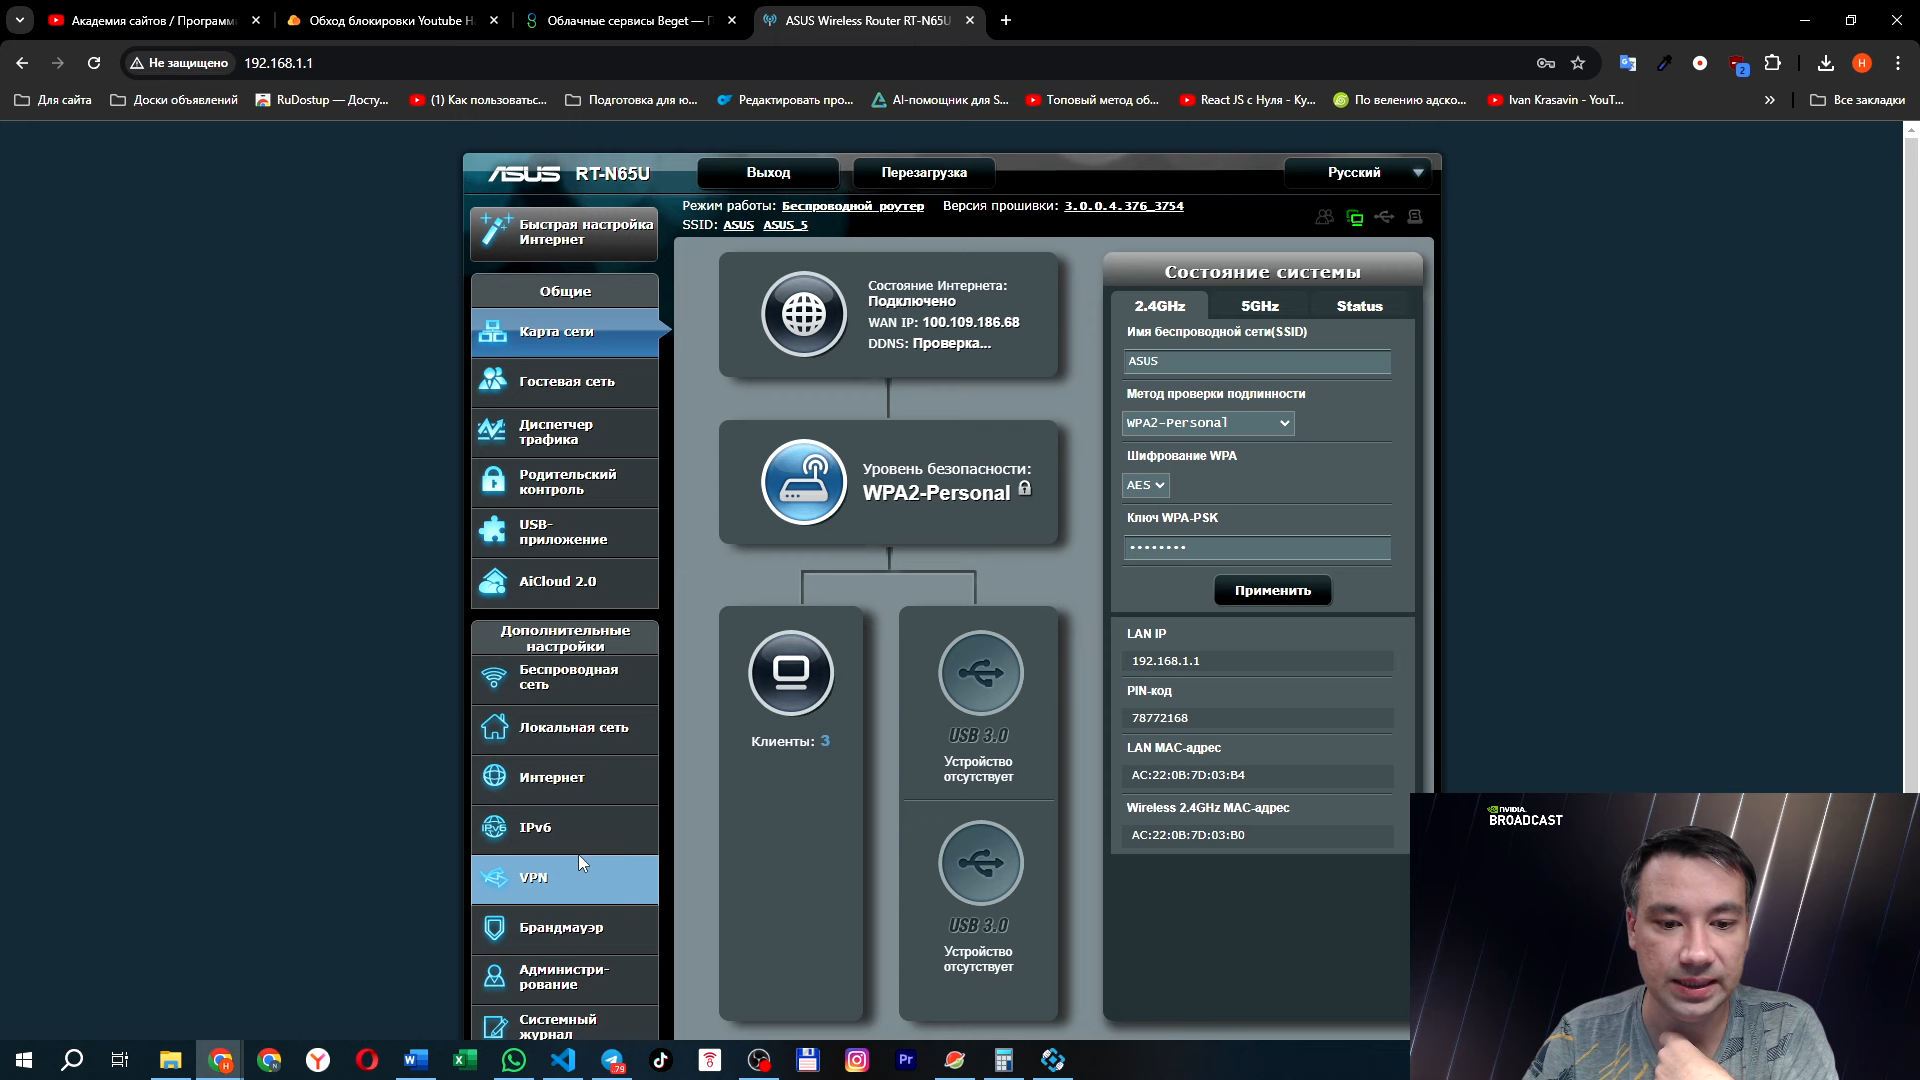 Академия сайтов / Программ
Обход блокировки Youtube Н
Облачные сервисы Beget — П
ASUS Wireless Router RT-N65U
Не защищено
192.168.1.1
2
Н
Для сайта
Доски объявлений
RuDostup — Досту...
(1) Как пользоватьс...
Подготовка для ю...
Редактировать про...
AI-помощник для S...
Топовый метод об...
React JS с Нуля - Ку...
По велению адско...
Ivan Krasavin - YouT...
Все закладки
ASUS RT-N65U
Выход
Перезагрузка
Русский
Режим работы: Беспроводной роутер Версия прошивки: 3.0.0.4.376_3754
SSID: ASUS ASUS_5
Быстрая настройка
Интернет
Общие
Карта сети
Гостевая сеть
Диспетчер
трафика
Родительский
контроль
USB-
приложение
AiCloud 2.0
Дополнительные
настройки
Беспроводная
сеть
Локальная сеть
Интернет
IPv6
VPN
Брандмауэр
Администри-
рование
Системный
журнал
Состояние Интернета:
Подключено
WAN IP: 100.109.186.68
DDNS: Проверка...
Уровень безопасности:
WPA2-Personal
Клиенты: 3
USB 3.0
Устройство
отсутствует
USB 3.0
Устройство
отсутствует
Состояние системы
2.4GHz
5GHz
Status
Имя беспроводной сети(SSID)
ASUS
Метод проверки подлинности
WPA2-Personal
Шифрование WPA
AES
Ключ WPA-PSK
••••••••
Применить
LAN IP
192.168.1.1
PIN-код
78772168
LAN MAC-адрес
AC:22:0B:7D:03:B4
Wireless 2.4GHz MAC-адрес
AC:22:0B:7D:03:B0
NVIDIA.
BROADCAST
79
Pr